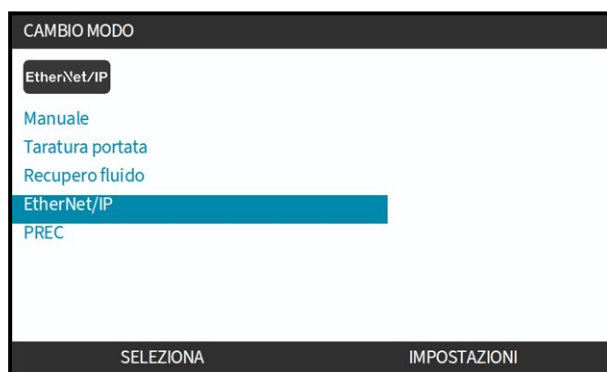 CAMBIO MODO
EtherNet/IP
Manuale
Taratura portata
Recupero fluido
EtherNet/IP
PREC
SELEZIONA IMPOSTAZIONI